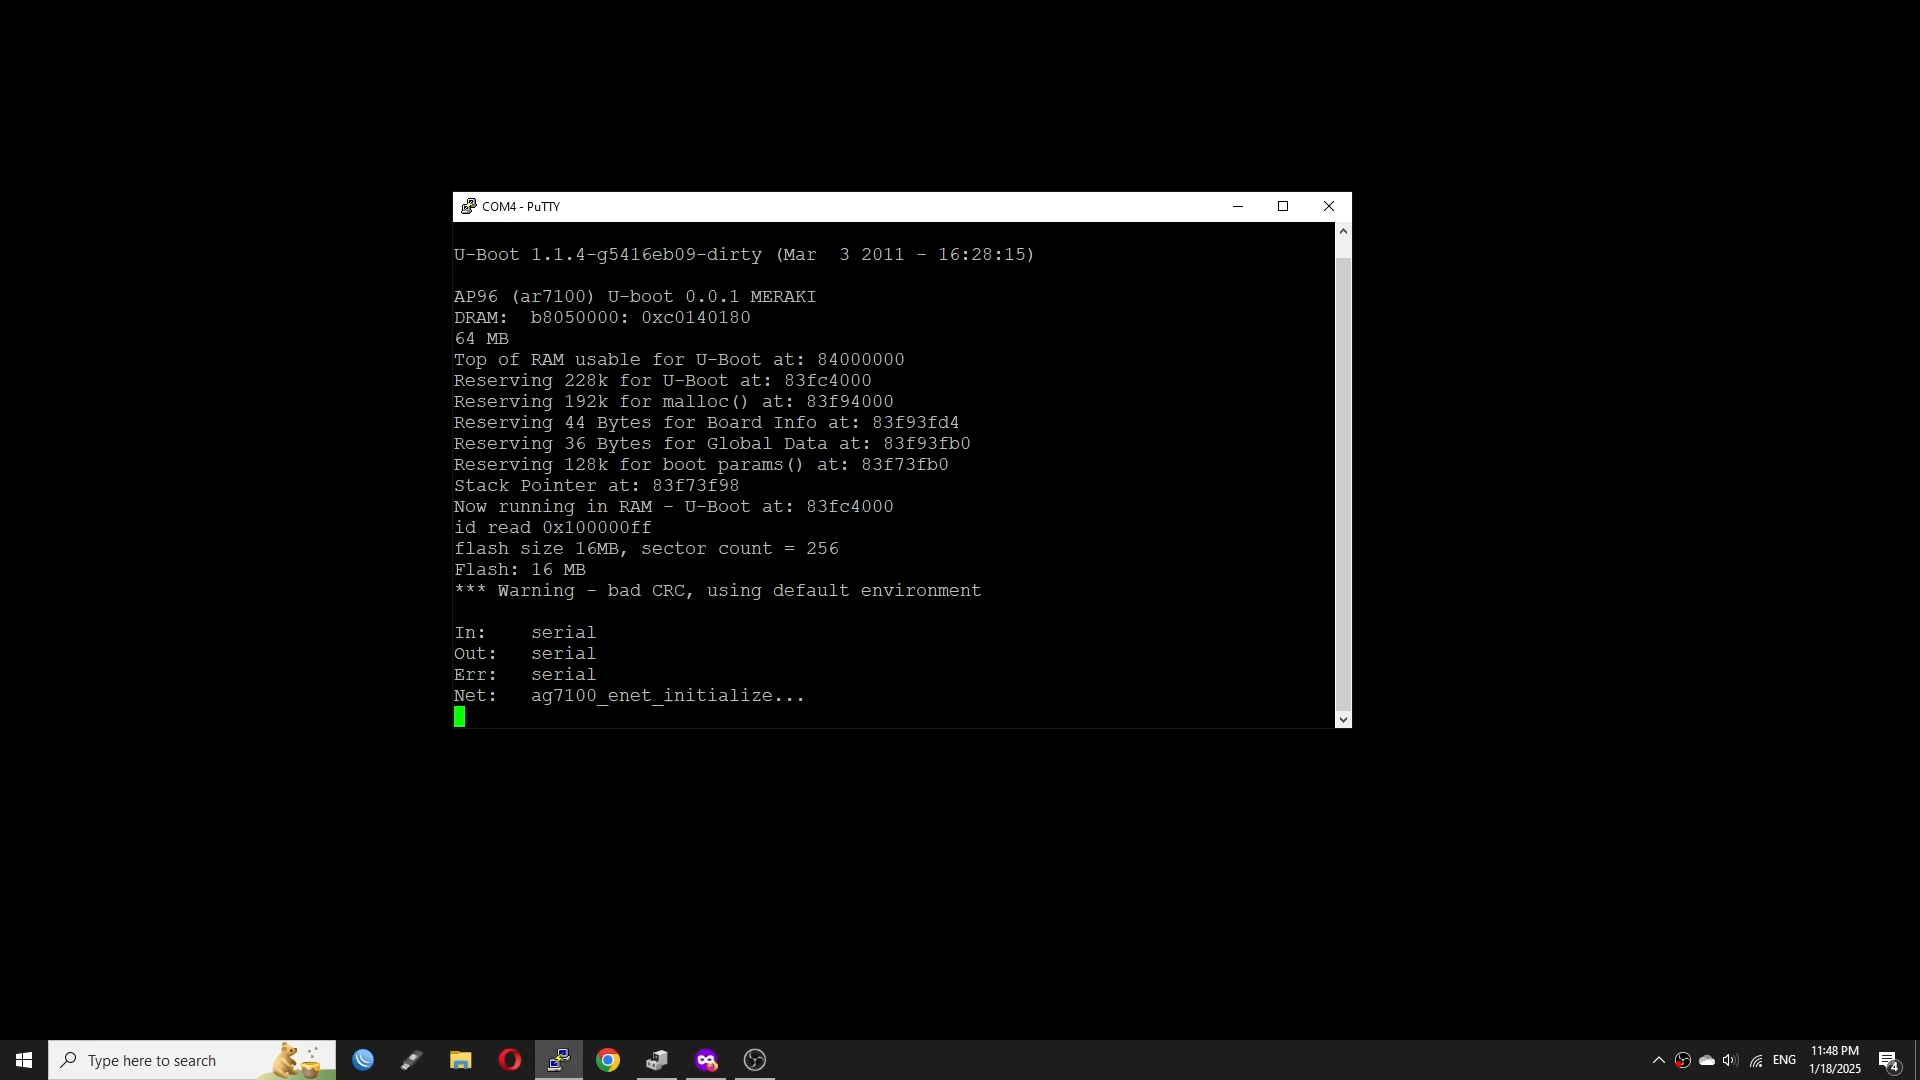 COM4 - PuTTY
U-Boot 1.1.4-g5416eb09-dirty (Mar  3 2011 - 16:28:15)
AP96 (ar7100) U-boot 0.0.1 MERAKI
DRAM:  b8050000: 0xc0140180
64 MB
Top of RAM usable for U-Boot at: 84000000
Reserving 228k for U-Boot at: 83fc4000
Reserving 192k for malloc() at: 83f94000
Reserving 44 Bytes for Board Info at: 83f93fd4
Reserving 36 Bytes for Global Data at: 83f93fb0
Reserving 128k for boot params() at: 83f73fb0
Stack Pointer at: 83f73f98
Now running in RAM - U-Boot at: 83fc4000
id read 0x100000ff
flash size 16MB, sector count = 256
Flash: 16 MB
*** Warning - bad CRC, using default environment
In:    serial
Out:   serial
Err:   serial
Net:   ag7100_enet_initialize...
Type here to search
ENG
11:48 PM
1/18/2025
4